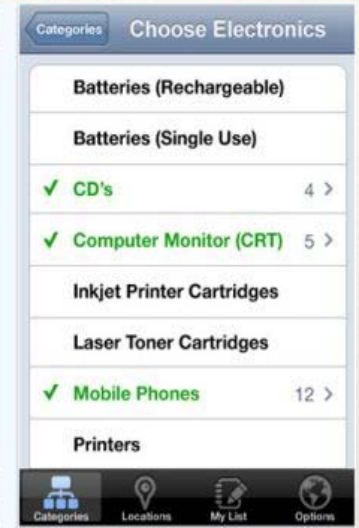 Categories Choose Electronics
Batteries (Rechargeable)
Batteries (Single Use)
✓ CD's 4 >
✓ Computer Monitor (CRT) 5 >
Inkjet Printer Cartridges
Laser Toner Cartridges
✓ Mobile Phones 12 >
Printers
Categories Locations My List Options